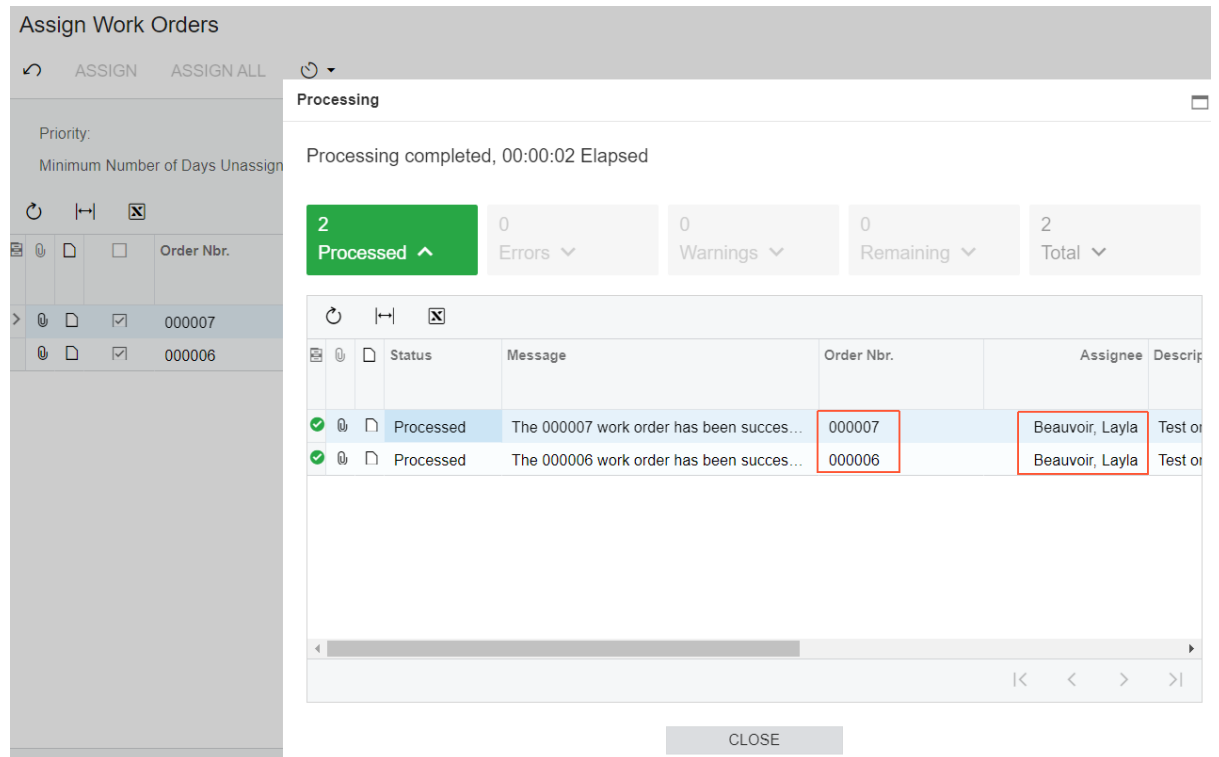 Assign Work Orders
ASSIGN ASSIGN ALL
Processing
Priority:
Minimum Number of Days Unassign
Processing completed, 00:00:02 Elapsed
2 0 0 0 2
Processed Errors Warnings Remaining Total
Order Nbr.
Status Message Order Nbr. Assignee Descrip
000007
000006
Processed The 000007 work order has been succes... 000007 Beauvoir, Layla Test or
Processed The 000006 work order has been succes... 000006 Beauvoir, Layla Test or
CLOSE